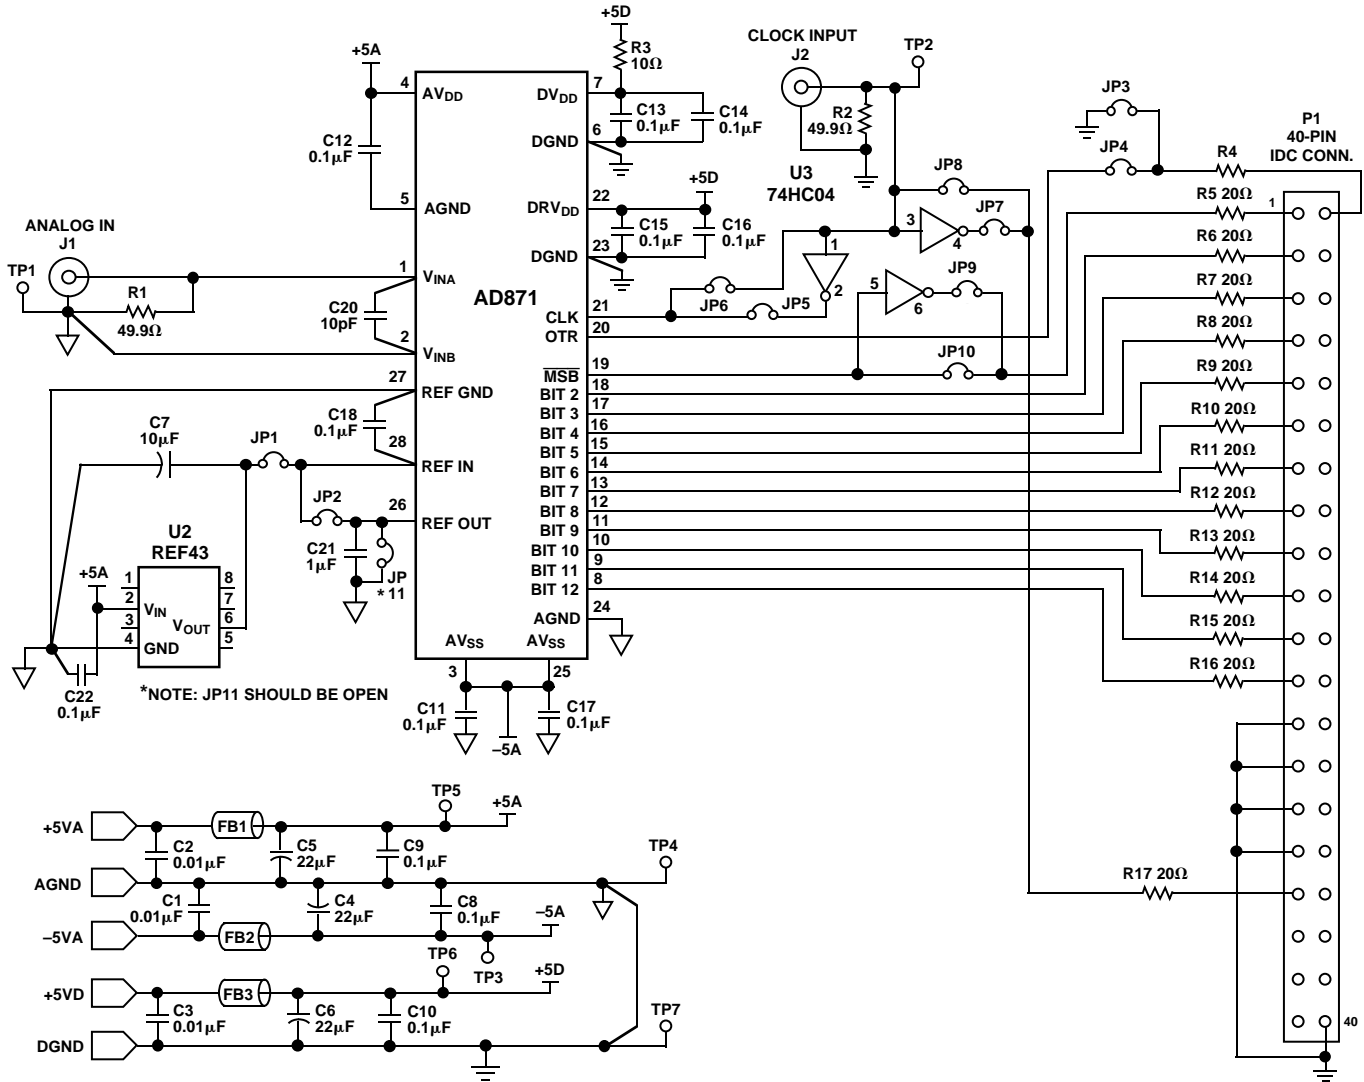 +5D
+5A
R3
10Ω
CLOCK INPUT
J2
TP2
4
AVDD
DVDD
7
C13
0.1µF
C14
0.1µF
DGND
6
C12
0.1µF
R2
49.9Ω
JP3
JP4
R4
P1
40-PIN
IDC CONN.
U3
74HC04
JP8
+5D
5
AGND
DRVDD
22
C15
0.1µF
C16
0.1µF
DGND
23
3
4
JP7
R5 20Ω
1
R6 20Ω
R7 20Ω
R8 20Ω
R9 20Ω
R10 20Ω
R11 20Ω
R12 20Ω
R13 20Ω
R14 20Ω
R15 20Ω
R16 20Ω
ANALOG IN
J1
TP1
R1
49.9Ω
1
VINA
C20
10pF
2
VINB
AD871
1
2
JP6
JP5
5
6
JP9
JP10
CLK
21
OTR
20
MSB
19
BIT 2
18
BIT 3
17
BIT 4
16
BIT 5
15
BIT 6
14
BIT 7
13
BIT 8
12
BIT 9
11
BIT 10
10
BIT 11
9
BIT 12
8
AGND
24
27
REF GND
C18
0.1µF
28
REF IN
C7
10µF
JP1
JP2
26
REF OUT
C21
1µF
JP
*11
U2
REF43
+5A
1
2
3
4
VIN
VOUT
GND
8
7
6
5
C22
0.1µF
*NOTE: JP11 SHOULD BE OPEN
AVSS
AVSS
3
25
C11
0.1µF
C17
0.1µF
–5A
+5VA
FB1
TP5
+5A
C2
0.01µF
C5
22µF
C9
0.1µF
TP4
AGND
C1
0.01µF
C4
22µF
C8
0.1µF
–5A
–5VA
FB2
TP3
TP6
+5D
+5VD
FB3
C3
0.01µF
C6
22µF
C10
0.1µF
TP7
DGND
R17 20Ω
40